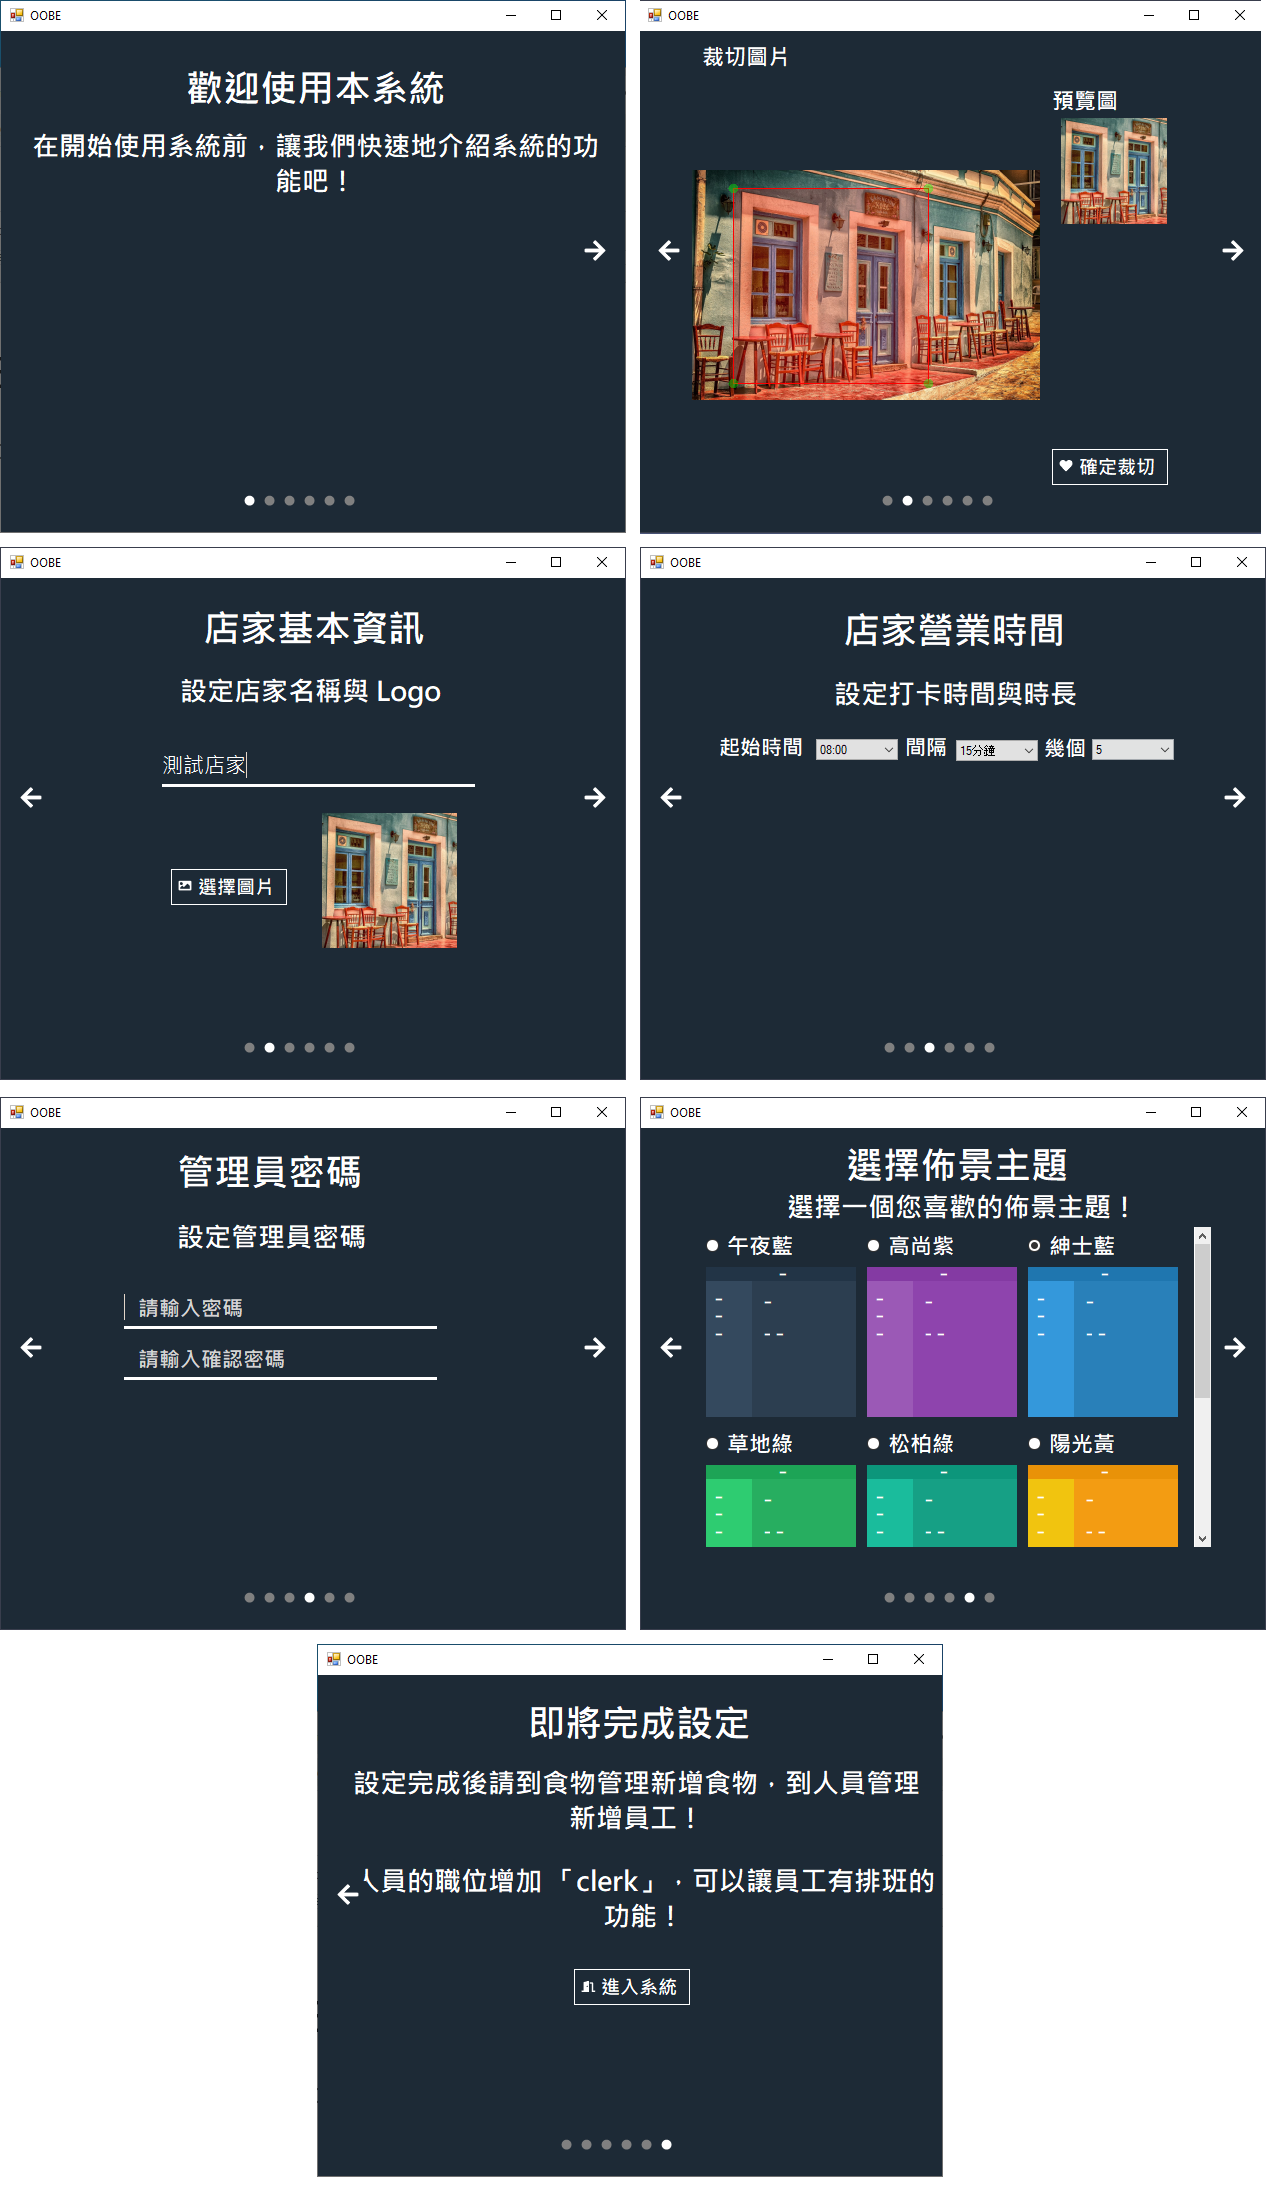 OOBE
歡迎使用本系統
在開始使用系統前，讓我們快速地介紹系統的功
能吧！
OOBE
裁切圖片
預覽圖
確定裁切
OOBE
店家基本資訊
設定店家名稱與 Logo
測試店家
選擇圖片
OOBE
店家營業時間
設定打卡時間與時長
起始時間 08:00 間隔 15分鐘 幾個 5
OOBE
管理員密碼
設定管理員密碼
請輸入密碼
請輸入確認密碼
OOBE
選擇佈景主題
選擇一個您喜歡的佈景主題！
午夜藍 高尚紫 紳士藍
草地綠 松柏綠 陽光黃
OOBE
即將完成設定
設定完成後請到食物管理新增食物，到人員管理
新增員工！
人員的職位增加「clerk」，可以讓員工有排班的
功能！
進入系統